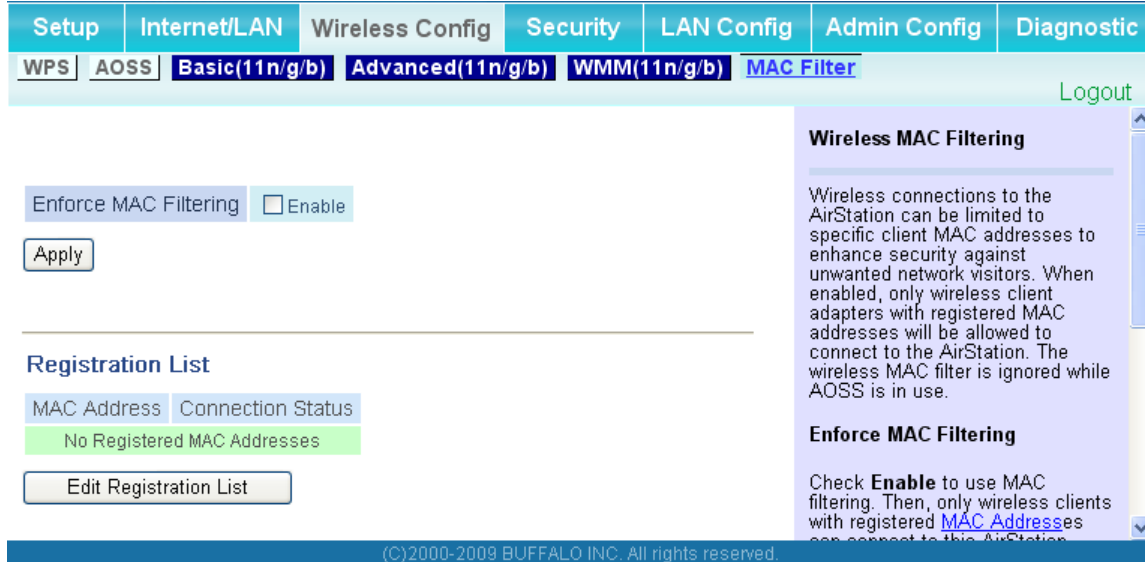 Setup Internet/LAN Wireless Config Security LAN Config Admin Config Diagnostic
WPS AOSS Basic(11n/g/b) Advanced(11n/g/b) WMM(11n/g/b) MAC Filter
Logout
Enforce MAC Filtering Enable
Apply
Registration List
MAC Address Connection Status
No Registered MAC Addresses
Edit Registration List
Wireless MAC Filtering
Wireless connections to the
AirStation can be limited to
specific client MAC addresses to
enhance security against
unwanted network visitors. When
enabled, only wireless client
adapters with registered MAC
addresses will be allowed to
connect to the AirStation. The
wireless MAC filter is ignored while
AOSS is in use.
Enforce MAC Filtering
Check Enable to use MAC
filtering. Then, only wireless clients
with registered MAC Addresses
can connect to this AirStation
(C)2000-2009 BUFFALO INC. All rights reserved.